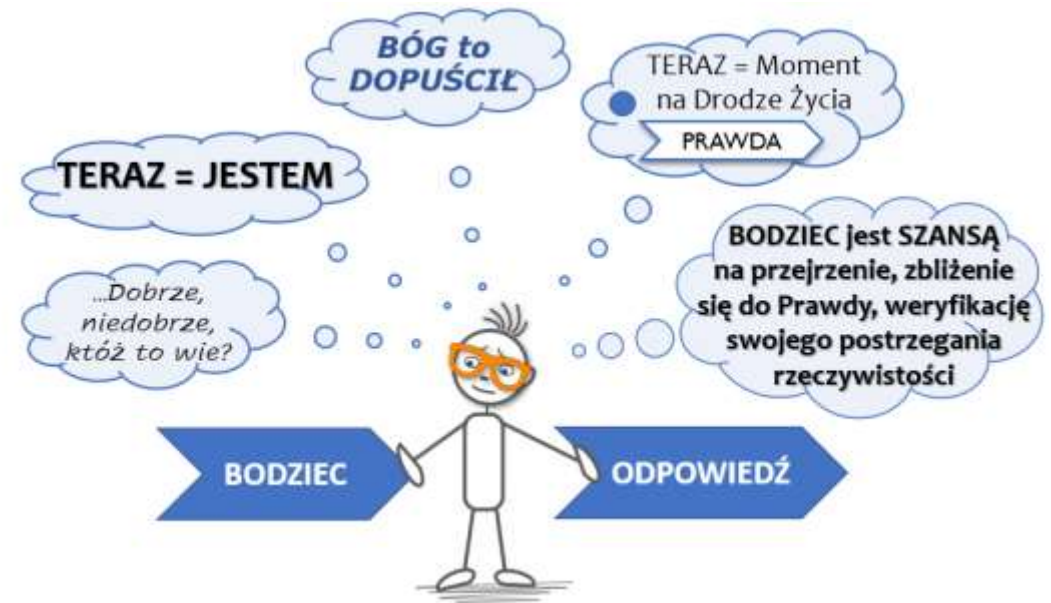 BÓG to
DOPUŚCIŁ
TERAZ = Moment
na Drodze Życia
PRAWDA
TERAZ = JESTEM
BODZIEC jest SZANSĄ
na przejrzenie, zbliżenie
się do Prawdy, weryfikację
swojego postrzegania
rzeczywistości
...Dobrze,
niedobrze,
któż to wie?
BODZIEC
ODPOWIEDŹ